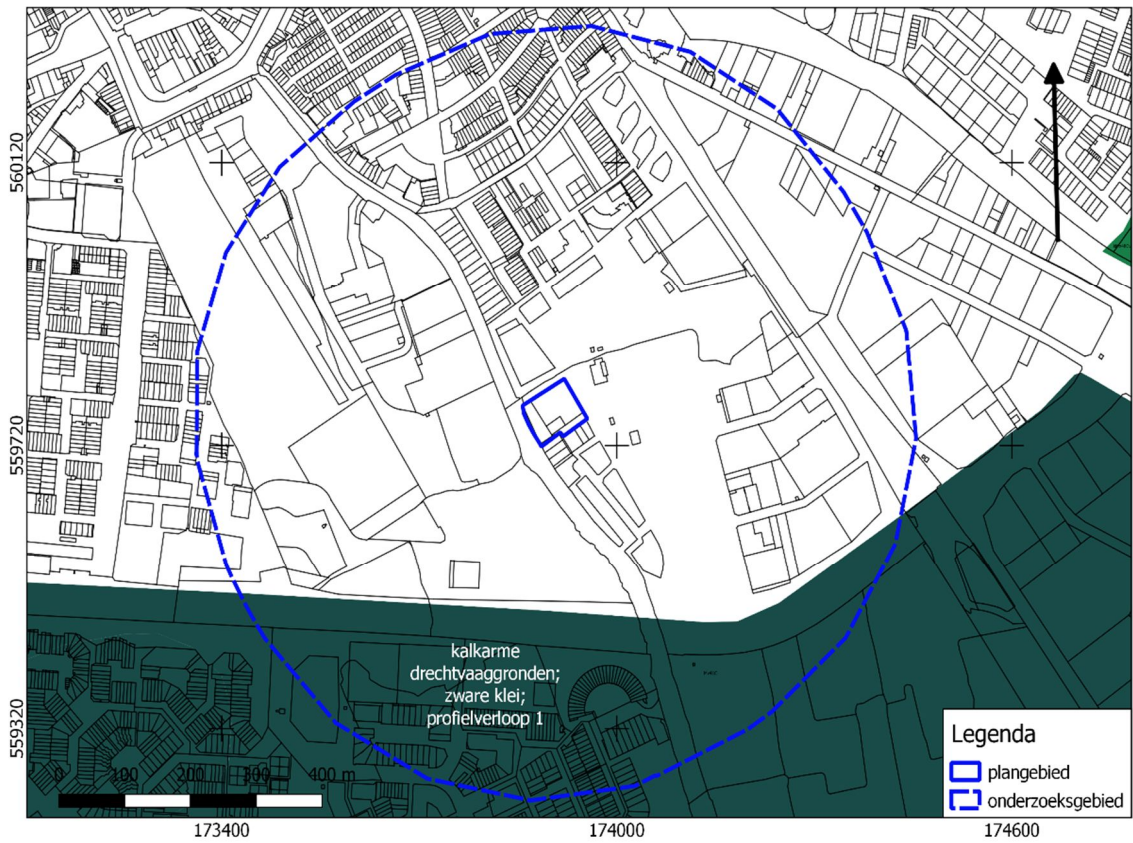 560120
559720
559320
kalkarme
drechtvaaggronden;
zware klei;
profielverloop 1
0 100 200 300 400 m
Legenda
plangebied
onderzoeksgebied
173400 174000 174600